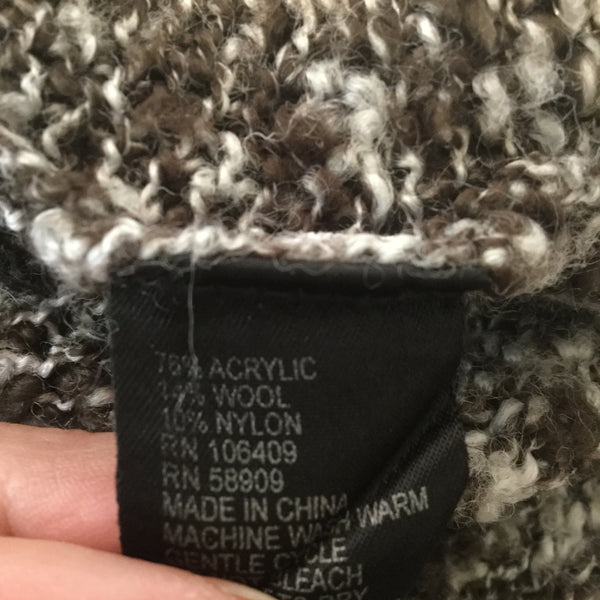 76% ACRYLIC
14% WOOL
10% NYLON
RN 106409
RN 58909
MADE IN CHINA
MACHINE WASH WARM
GENTLE CYCLE
BLEACH
DRY